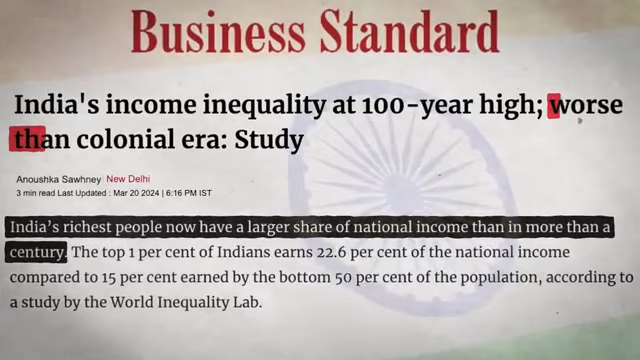 Business Standard
India's income inequality at 100-year high; worse
than colonial era: Study
Anoushka Sawhney New Delhi
3 min read Last Updated : Mar 20 2024 | 6:16 PM IST
India's richest people now have a larger share of national income than in more than a
century. The top 1 per cent of Indians earns 22.6 per cent of the national income
compared to 15 per cent earned by the bottom 50 per cent of the population, according to
a study by the World Inequality Lab.